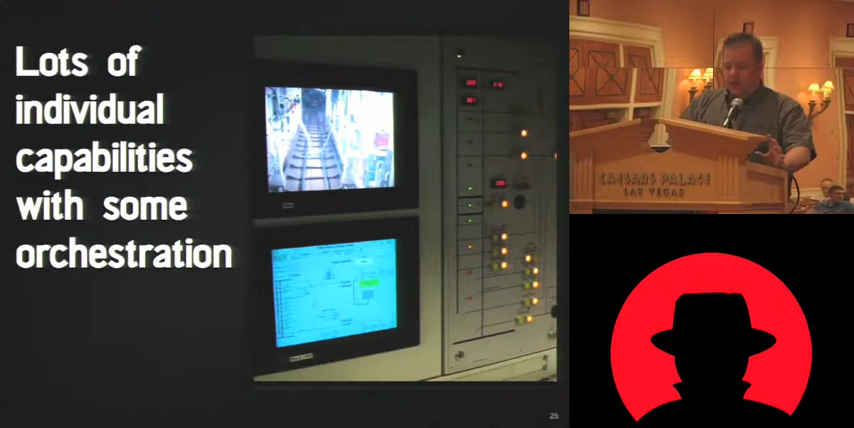 Lots of
individual
capabilities
with some
orchestration
CAESARS PALACE
LAS VEGAS
25